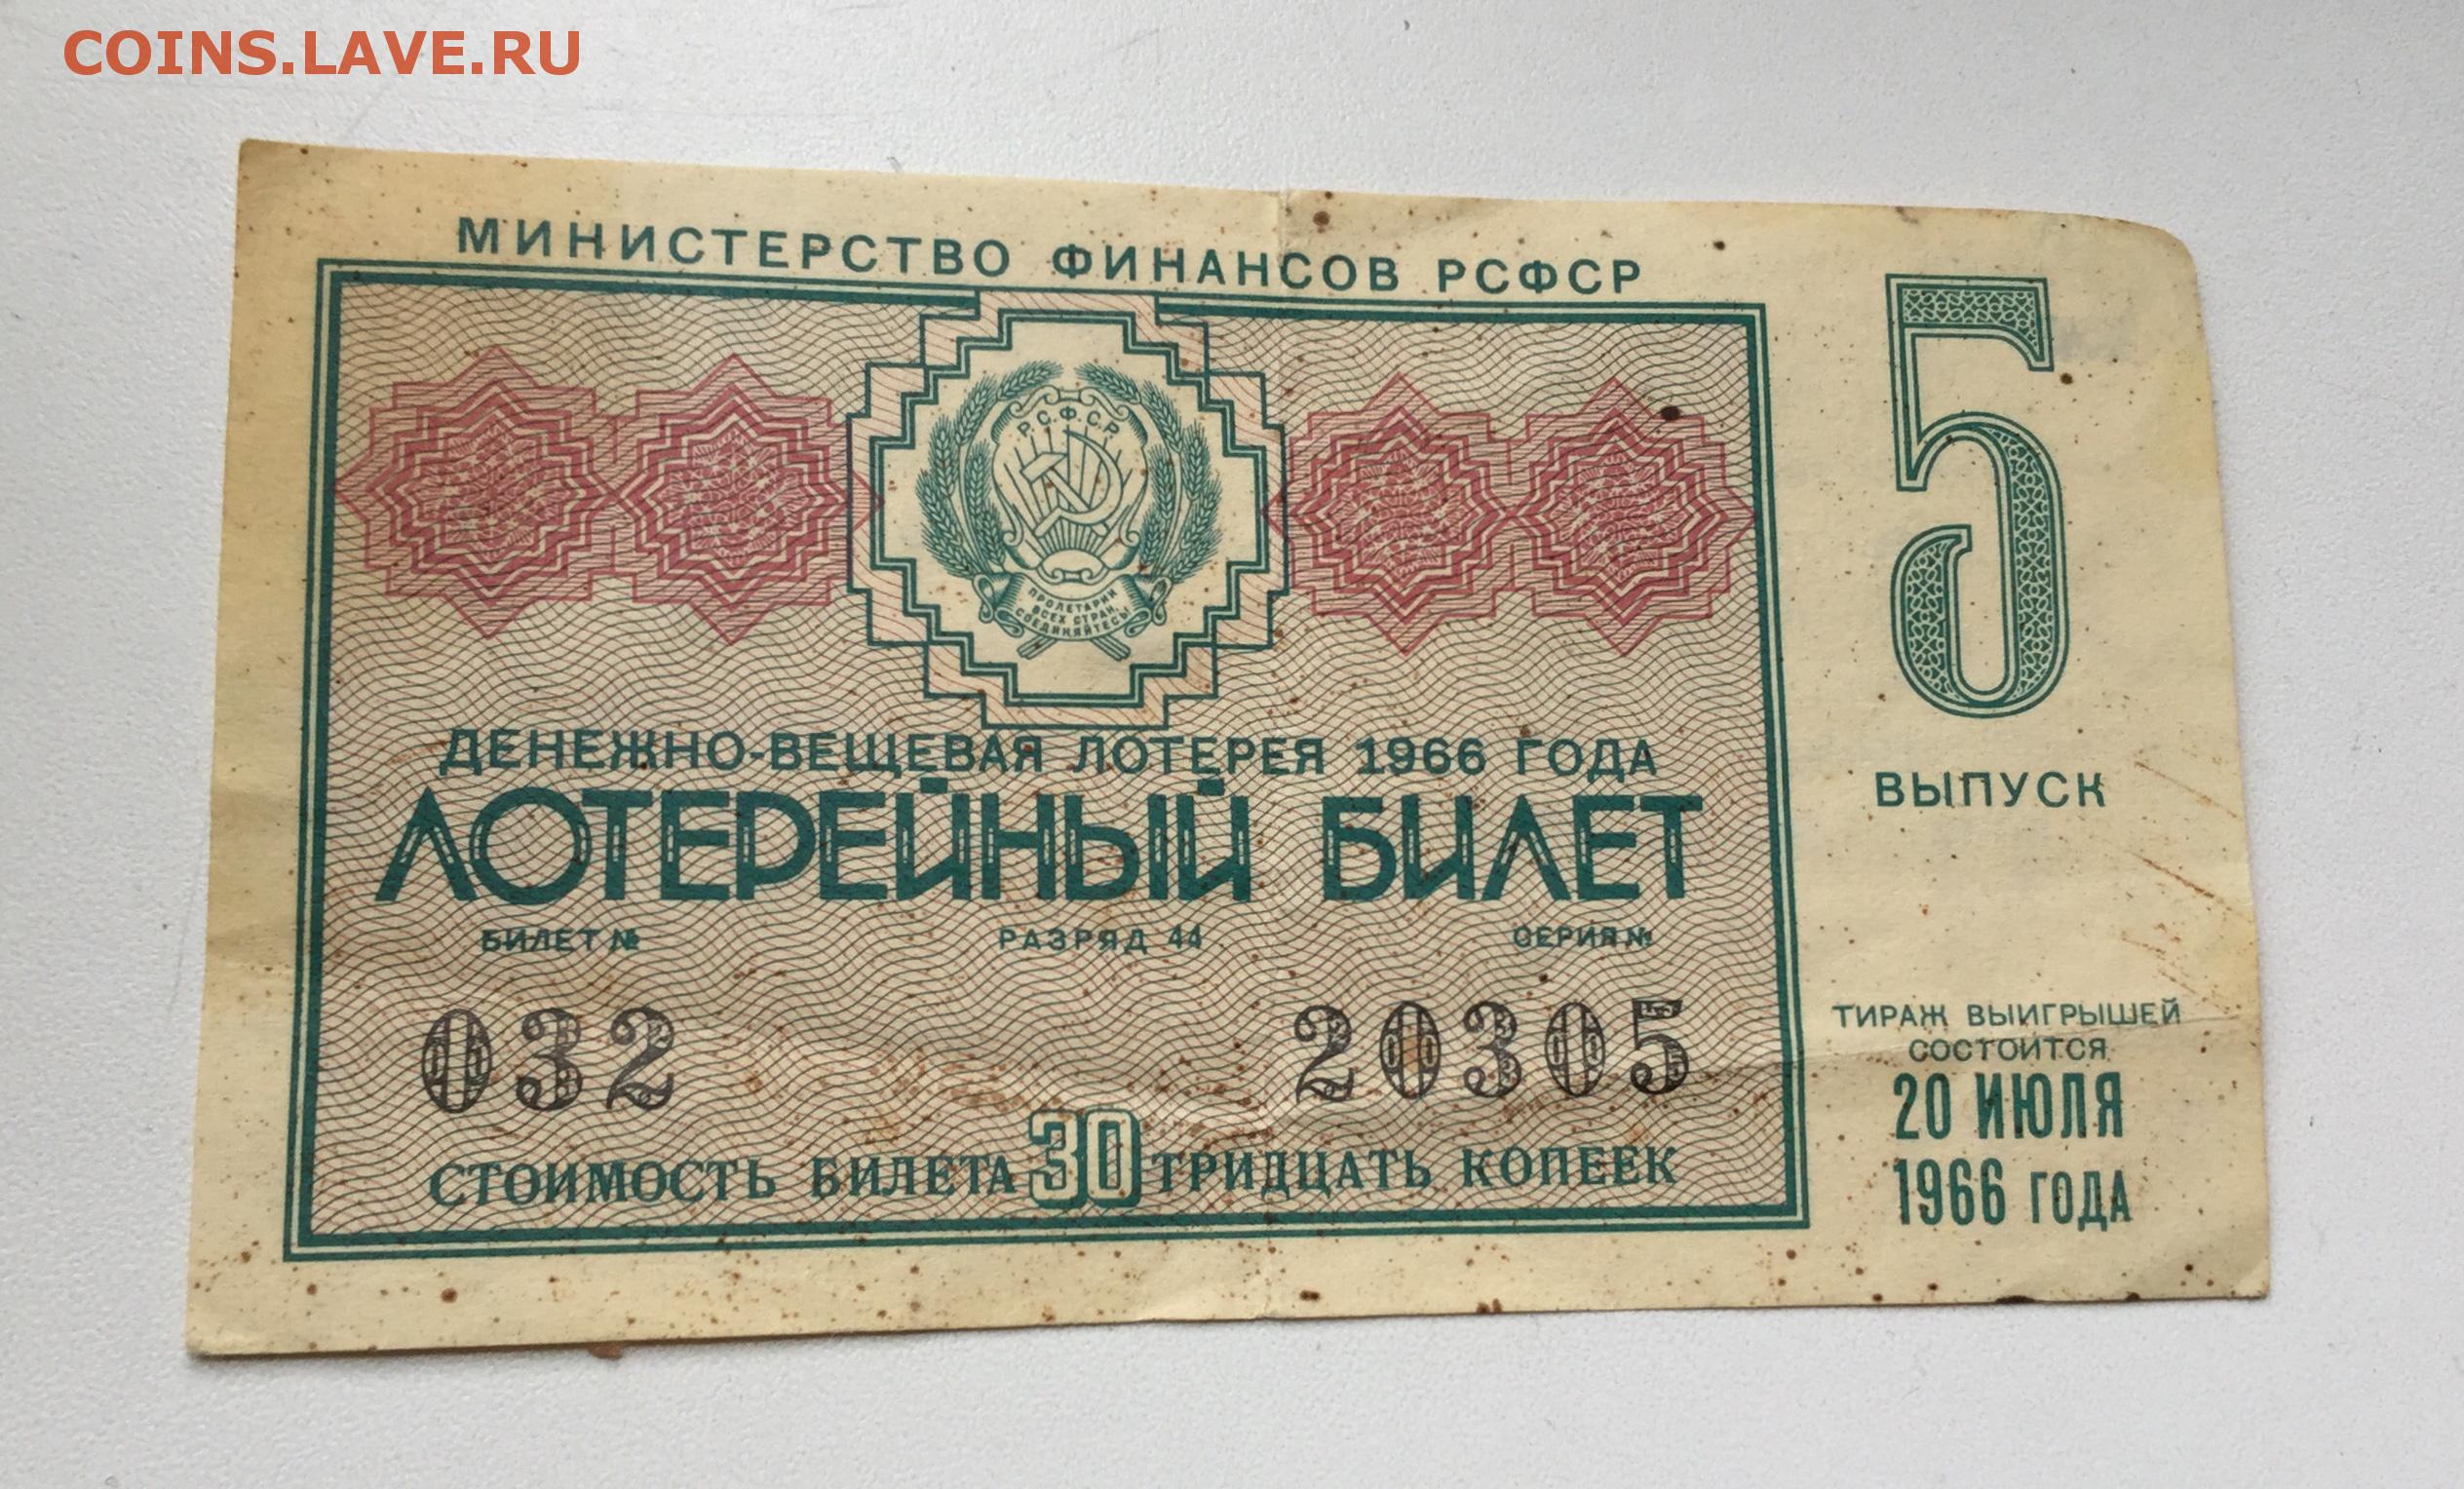 COINS.LAVE.RU
МИНИСТЕРСТВО ФИНАНСОВ РСФСР
Р.С.Ф.С.Р.
ПРОЛЕТАРИИ
ВСЕХ СТРАН,
СОЕДИНЯЙТЕСЬ!
ДЕНЕЖНО-ВЕЩЕВАЯ ЛОТЕРЕЯ 1966 ГОДА
ЛОТЕРЕЙНЫЙ БИЛЕТ
БИЛЕТ № РАЗРЯД 44 СЕРИЯ №
032 20305
СТОИМОСТЬ БИЛЕТА 30 ТРИДЦАТЬ КОПЕЕК
5
ВЫПУСК
ТИРАЖ ВЫИГРЫШЕЙ
СОСТОИТСЯ
20 ИЮЛЯ
1966 ГОДА